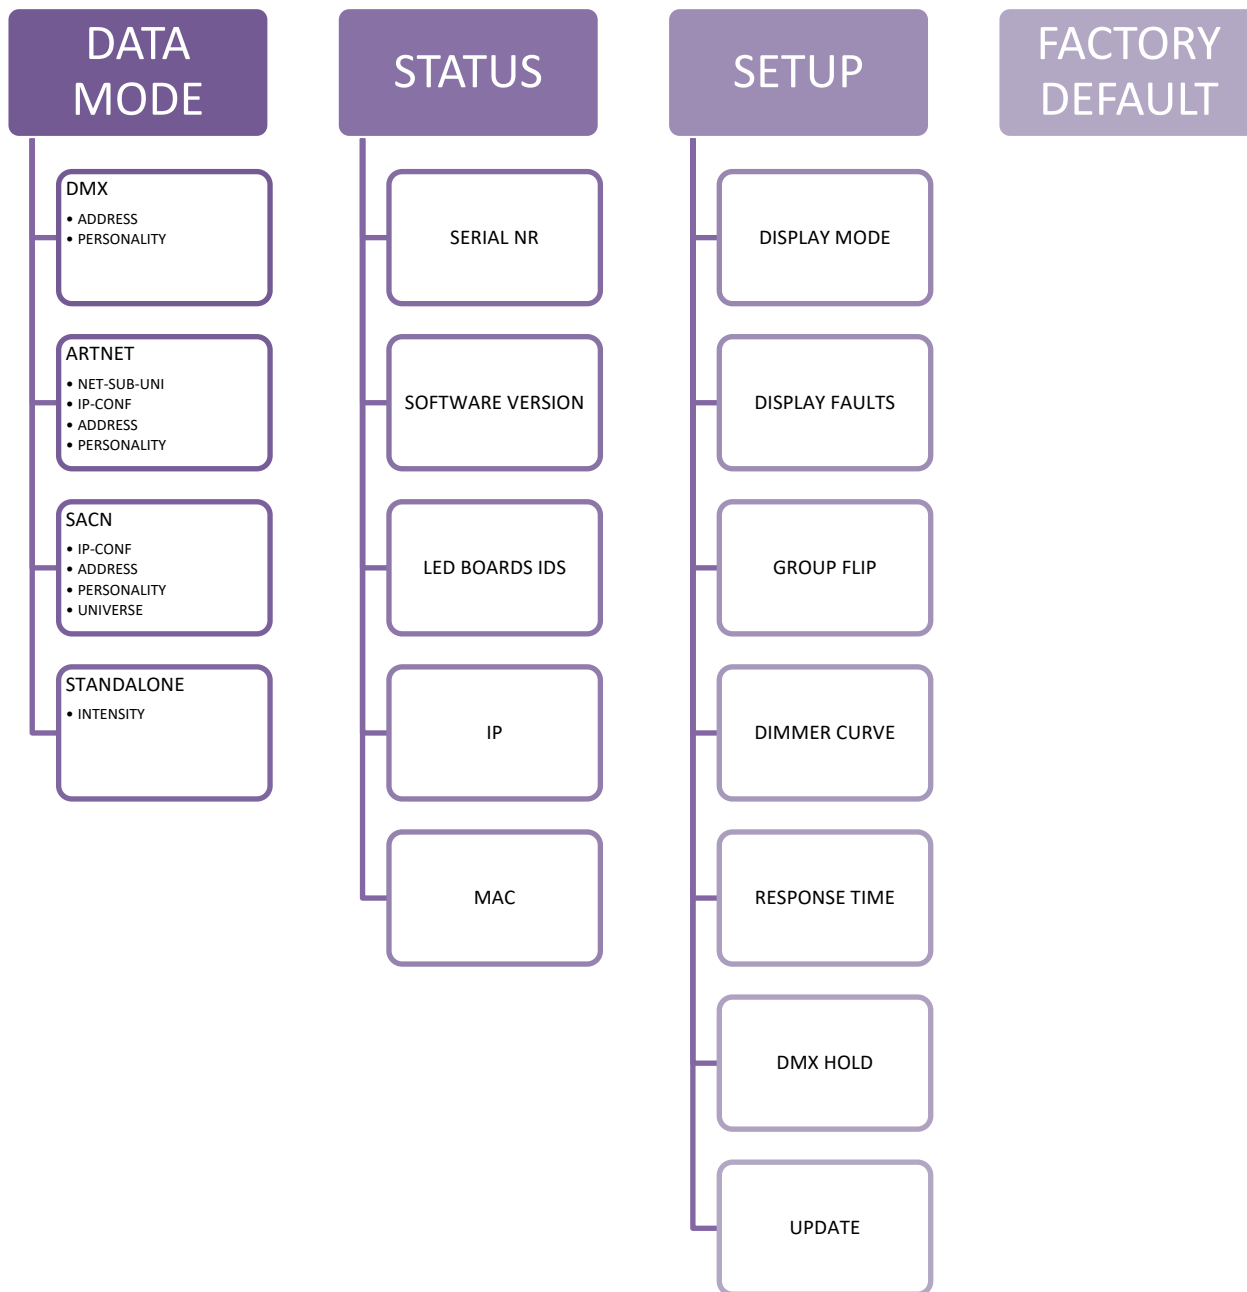 DATA
MODE
DMX
• ADDRESS
• PERSONALITY
ARTNET
• NET-SUB-UNI
• IP-CONF
• ADDRESS
• PERSONALITY
SACN
• IP-CONF
• ADDRESS
• PERSONALITY
• UNIVERSE
STANDALONE
• INTENSITY
STATUS
SERIAL NR
SOFTWARE VERSION
LED BOARDS IDS
IP
MAC
SETUP
DISPLAY MODE
DISPLAY FAULTS
GROUP FLIP
DIMMER CURVE
RESPONSE TIME
DMX HOLD
UPDATE
FACTORY
DEFAULT